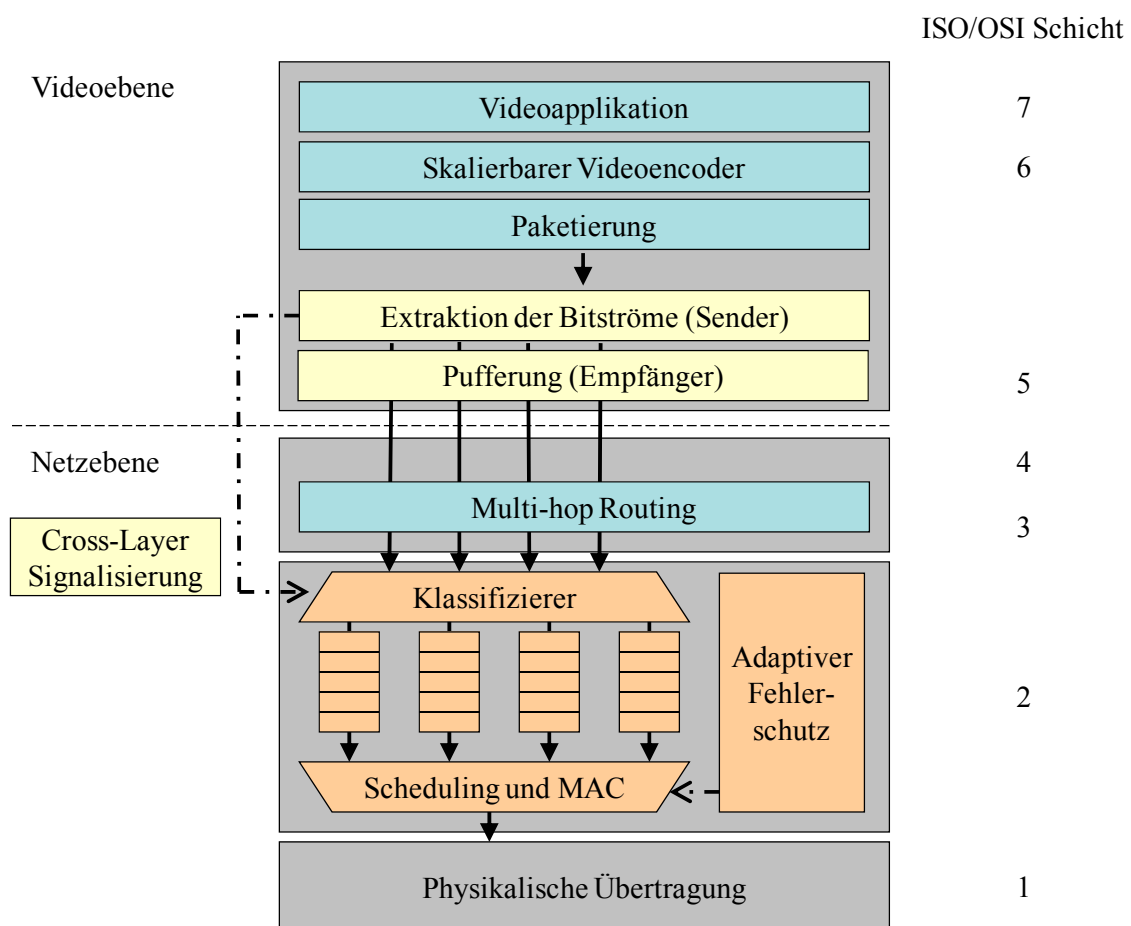 ISO/OSI Schicht
Videoebene
Videoapplikation
7
Skalierbarer Videoencoder
6
Paketierung
Extraktion der Bitströme (Sender)
Pufferung (Empfänger)
5
Netzebene
4
Multi-hop Routing
3
Cross-Layer
Signalisierung
Klassifizierer
Adaptiver
Fehler-
schutz
2
Scheduling und MAC
Physikalische Übertragung
1